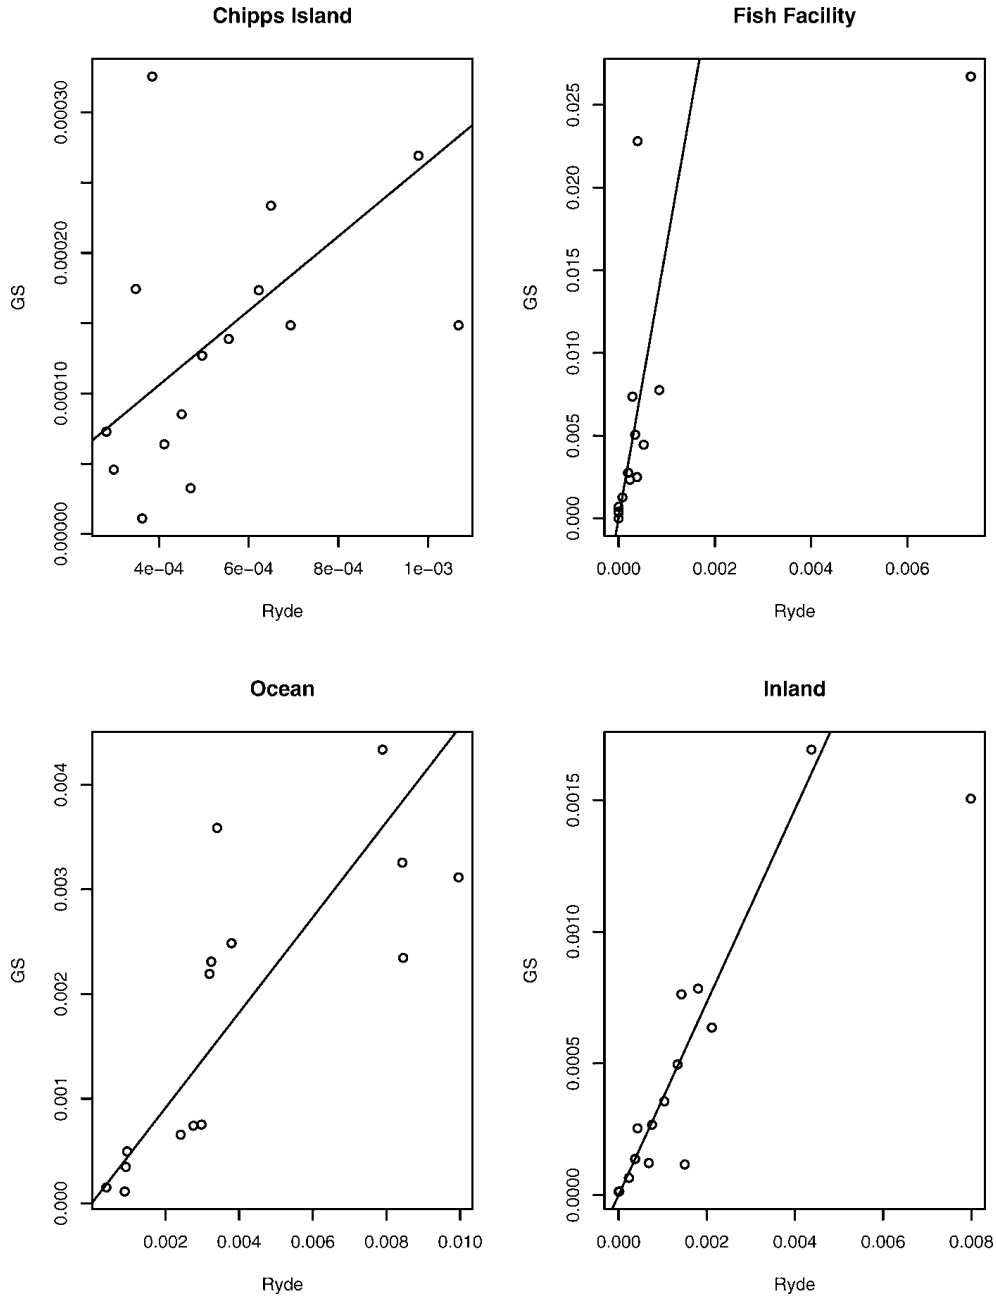 Chipps Island
GS
0.00000 0.00010 0.00020 0.00030
4e−04 6e−04 8e−04 1e−03
Ryde
Fish Facility
GS
0.000 0.005 0.010 0.015 0.020 0.025
0.000 0.002 0.004 0.006
Ryde
Ocean
GS
0.000 0.001 0.002 0.003 0.004
0.002 0.004 0.006 0.008 0.010
Ryde
Inland
GS
0.0000 0.0005 0.0010 0.0015
0.000 0.002 0.004 0.006 0.008
Ryde